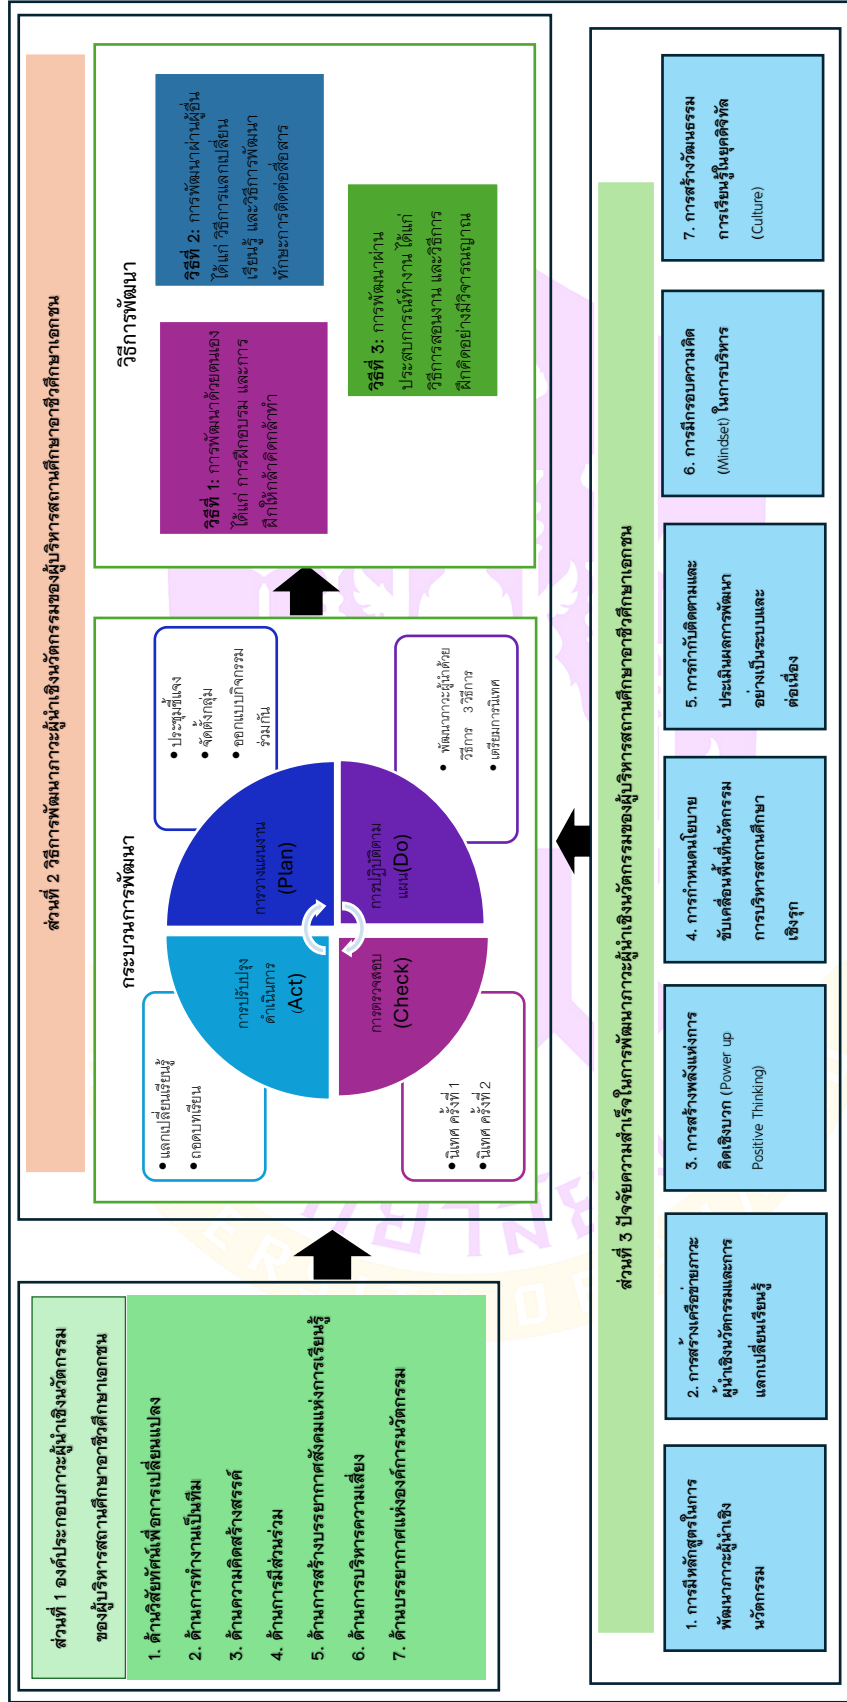 ส่วนที่ 1 องค์ประกอบภาวะผู้นำเชิงนวัตกรรม
ของผู้บริหารสถานศึกษาอาชีวศึกษาเอกชน
1. ด้านวิสัยทัศน์เพื่อการเปลี่ยนแปลง
2. ด้านการทำงานเป็นทีม
3. ด้านความคิดสร้างสรรค์
4. ด้านการมีส่วนร่วม
5. ด้านการสร้างบรรยากาศสังคมแห่งการเรียนรู้
6. ด้านการบริหารความเสี่ยง
7. ด้านบรรยากาศแห่งองค์การนวัตกรรม
ส่วนที่ 2 วิธีการพัฒนาภาวะผู้นำเชิงนวัตกรรมของผู้บริหารสถานศึกษาอาชีวศึกษาเอกชน
กระบวนการพัฒนา
• แลกเปลี่ยนเรียนรู้
• ถอดบทเรียน
การปรับปรุง
ดำเนินการ
(Act)
การวางแผนงาน
(Plan)
• ประชุมชี้แจง
• จัดตั้งกลุ่ม
• ออกแบบกิจกรรม
ร่วมกัน
• นิเทศ ครั้งที่ 1
• นิเทศ ครั้งที่ 2
การตรวจสอบ
(Check)
การปฏิบัติตาม
แผน(Do)
• พัฒนาภาวะผู้นำด้วย
วิธีการ 3 วิธีการ
• เตรียมการนิเทศ
วิธีการพัฒนา
วิธีที่ 1: การพัฒนาด้วยตนเอง
ได้แก่ การฝึกอบรม และการ
ฝึกให้กล้าคิดกล้าทำ
วิธีที่ 2: การพัฒนาผ่านผู้อื่น
ได้แก่ วิธีการแลกเปลี่ยน
เรียนรู้ และวิธีการพัฒนา
ทักษะการติดต่อสื่อสาร
วิธีที่ 3: การพัฒนาผ่าน
ประสบการณ์ทำงาน ได้แก่
วิธีการสอนงาน และวิธีการ
ฝึกคิดอย่างมีวิจารณญาณ
ส่วนที่ 3 ปัจจัยความสำเร็จในการพัฒนาภาวะผู้นำเชิงนวัตกรรมของผู้บริหารสถานศึกษาอาชีวศึกษาเอกชน
1. การมีหลักสูตรในการ
พัฒนาภาวะผู้นำเชิง
นวัตกรรม
2. การสร้างเครือข่ายภาวะ
ผู้นำเชิงนวัตกรรมและการ
แลกเปลี่ยนเรียนรู้
3. การสร้างพลังแห่งการ
คิดเชิงบวก (Power up
Positive Thinking)
4. การกำหนดนโยบาย
ขับเคลื่อนพื้นที่นวัตกรรม
การบริหารสถานศึกษา
เชิงรุก
5. การกำกับติดตามและ
ประเมินผลการพัฒนา
อย่างเป็นระบบและ
ต่อเนื่อง
6. การมีกรอบความคิด
(Mindset) ในการบริหาร
7. การสร้างวัฒนธรรม
การเรียนรู้ในยุคดิจิทัล
(Culture)